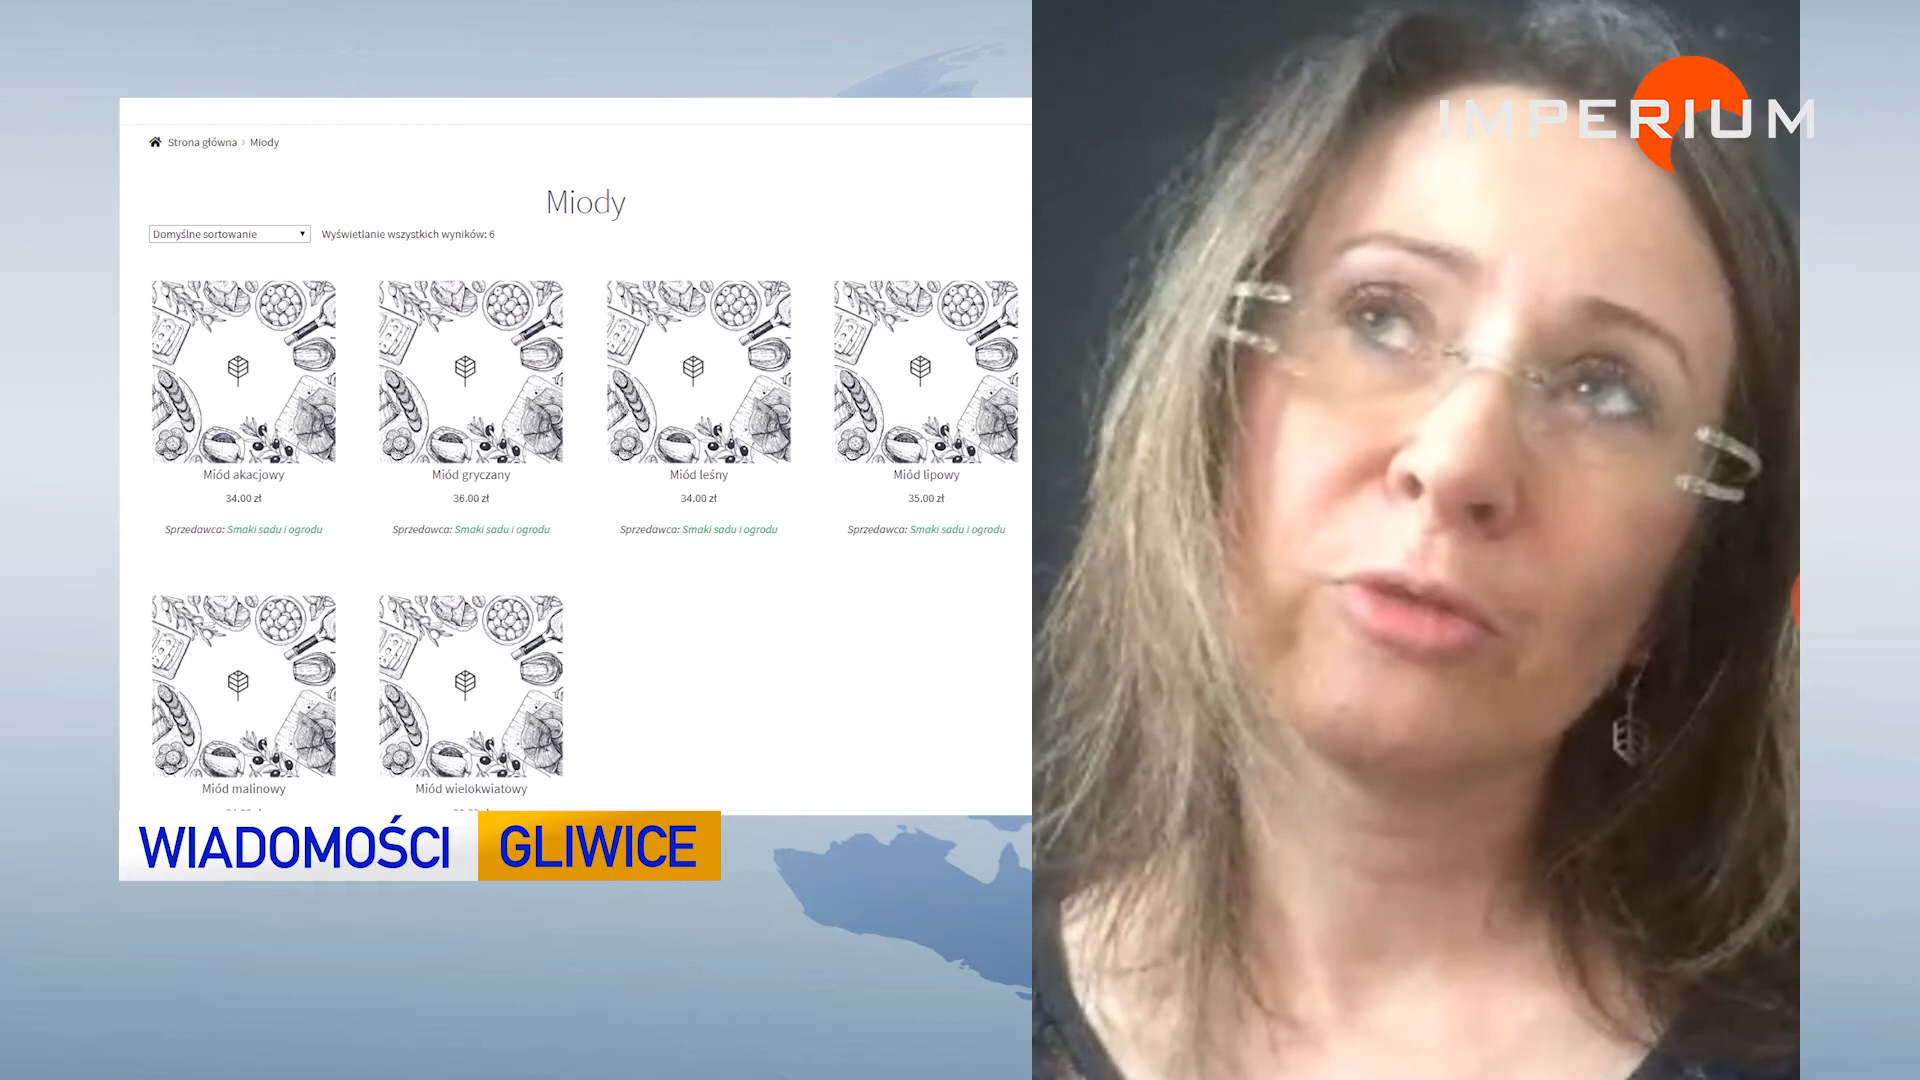 IMPERIUM
Strona główna › Miody
Miody
Domyślne sortowanie
Wyświetlanie wszystkich wyników: 6
Miód akacjowy
34.00 zł
Sprzedawca: Smaki sadu i ogrodu
Miód gryczany
36.00 zł
Sprzedawca: Smaki sadu i ogrodu
Miód leśny
34.00 zł
Sprzedawca: Smaki sadu i ogrodu
Miód lipowy
35.00 zł
Sprzedawca: Smaki sadu i ogrodu
Miód malinowy
Miód wielokwiatowy
WIADOMOŚCI GLIWICE